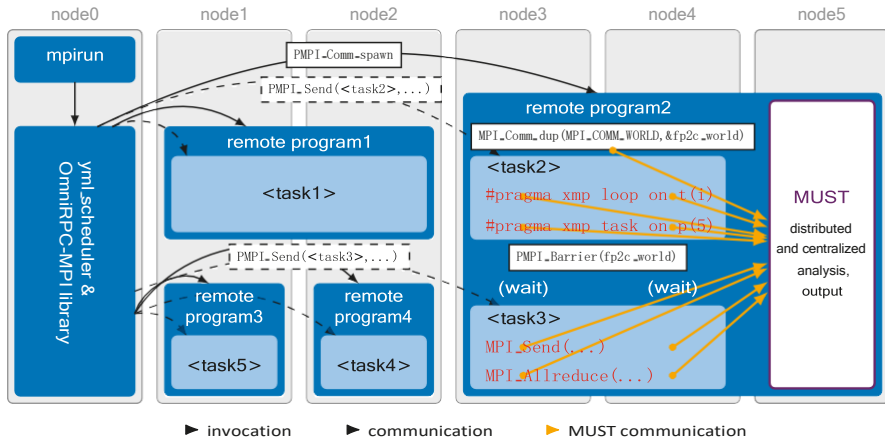 node0
node1
node2
node3
node4
node5
mpirun
PMPI_Comm_spawn
PMPI_Send(<task2>,...)
yml_scheduler &
OmniRPC-MPI library
remote program1
<task1>
remote program2
MPI_Comm_dup(MPI_COMM_WORLD,&fp2c_world)
<task2>
#pragma xmp loop on t(i)
#pragma xmp task on p(5)
MUST
distributed
and centralized
analysis,
output
PMPI_Send(<task3>,...)
PMPI_Barrier(fp2c_world)
(wait)
(wait)
remote
program3
<task5>
remote
program4
<task4>
<task3>
MPI_Send(...)
MPI_Allreduce(...)
invocation
communication
MUST communication